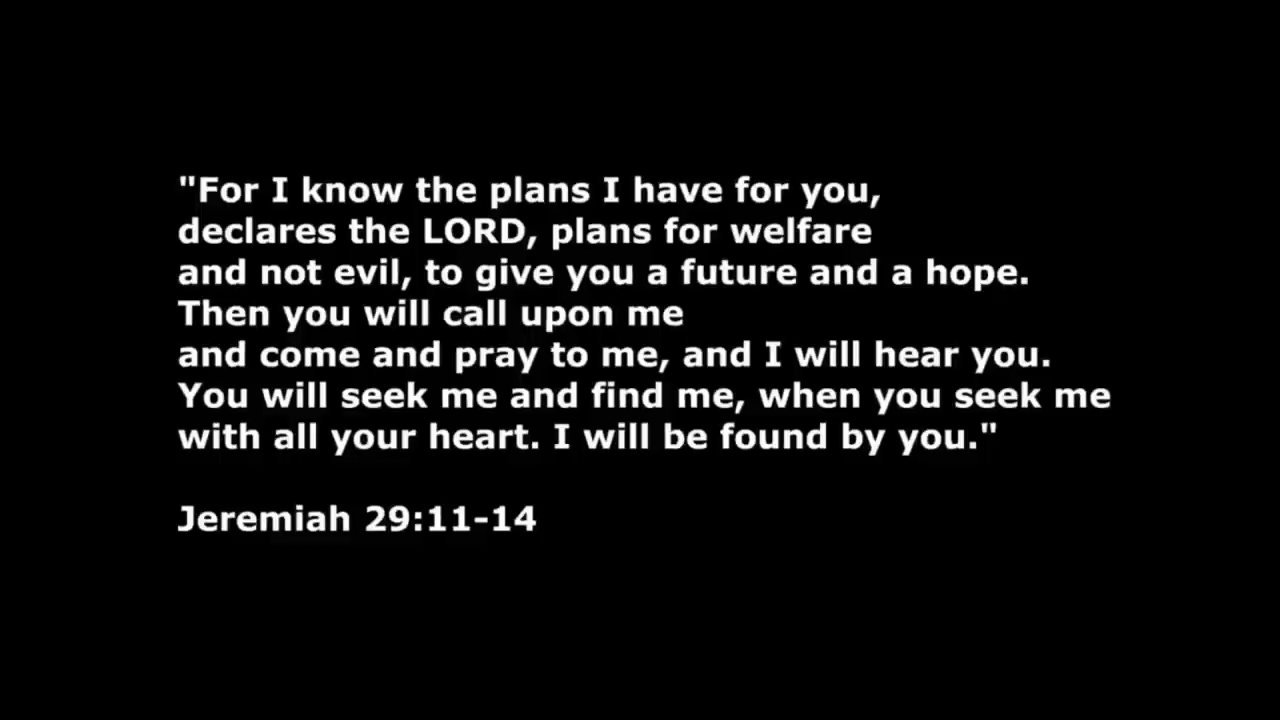 "For I know the plans I have for you,
declares the LORD, plans for welfare
and not evil, to give you a future and a hope.
Then you will call upon me
and come and pray to me, and I will hear you.
You will seek me and find me, when you seek me
with all your heart. I will be found by you."
Jeremiah 29:11-14